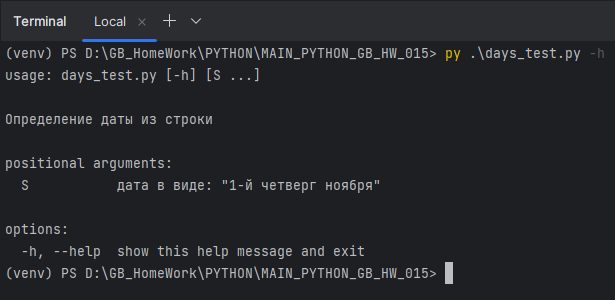 Terminal Local × + ∨
(venv) PS D:\GB_HomeWork\PYTHON\MAIN_PYTHON_GB_HW_015> py .\days_test.py -h
usage: days_test.py [-h] [S ...]
Определение даты из строки
positional arguments:
  S           дата в виде: "1-й четверг ноября"
options:
  -h, --help  show this help message and exit
(venv) PS D:\GB_HomeWork\PYTHON\MAIN_PYTHON_GB_HW_015>